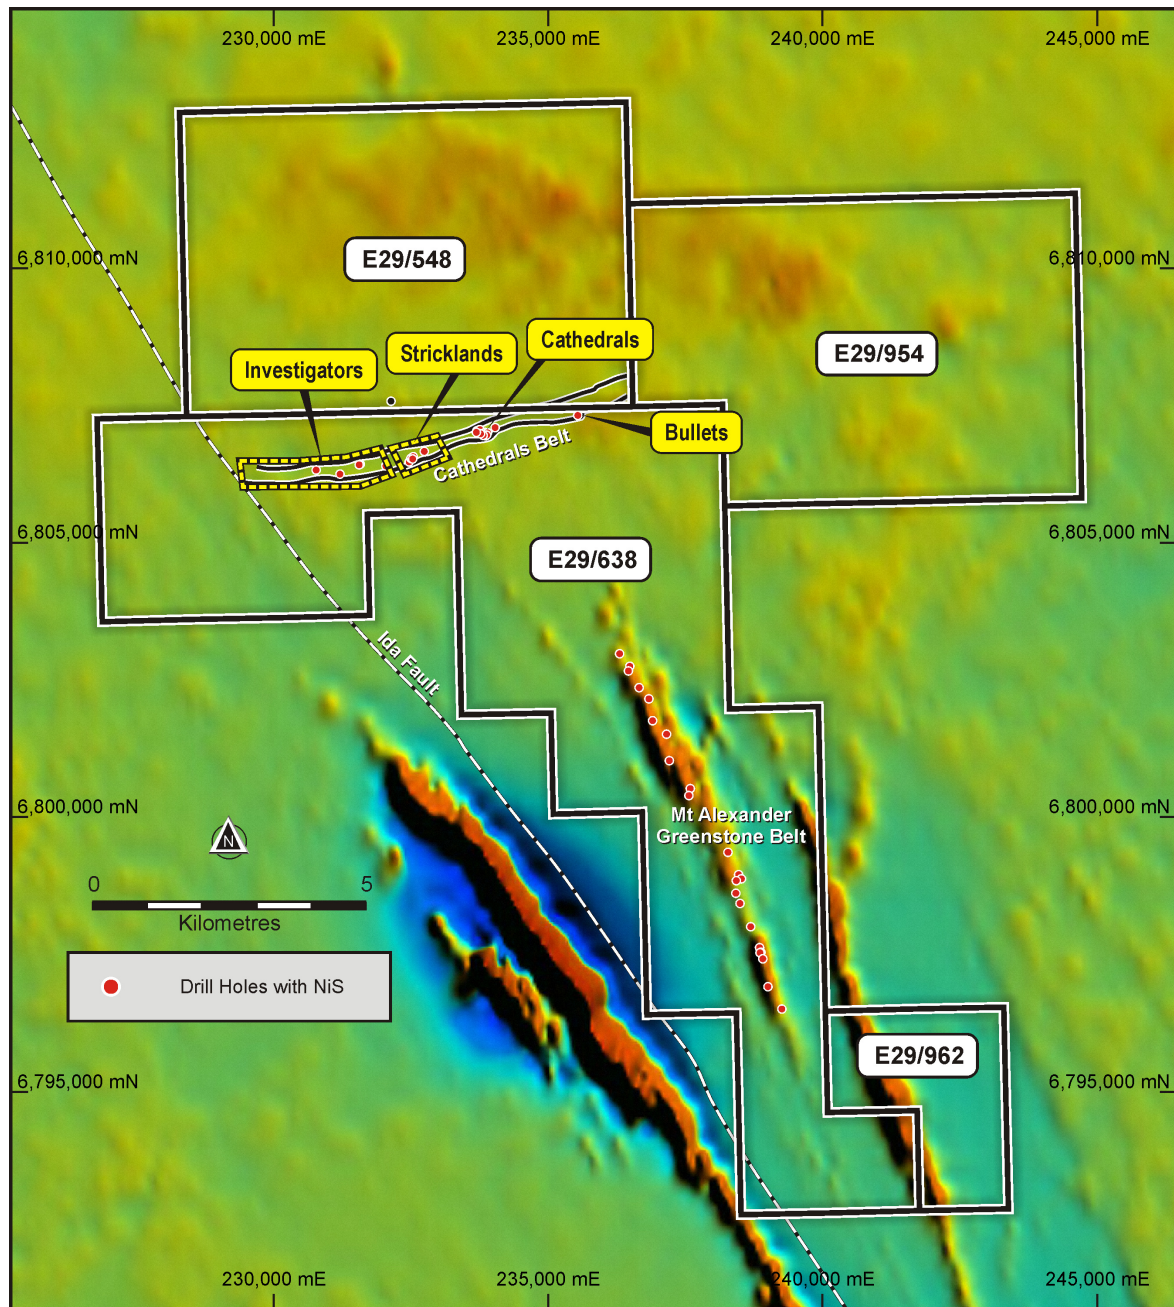 230,000 mE
235,000 mE
240,000 mE
245,000 mE
E29/548
6,810,000 mN
6,810,000 mN
Cathedrals
Stricklands
E29/954
Investigators
Bullets
Cathedrals Belt
6,805,000 mN
6,805,000 mN
E29/638
Ida Fault
6,800,000 mN
6,800,000 mN
Mt Alexander
Greenstone Belt
N
0
5
Kilometres
Drill Holes with NiS
E29/962
6,795,000 mN
6,795,000 mN
230,000 mE
235,000 mE
240,000 mE
245,000 mE